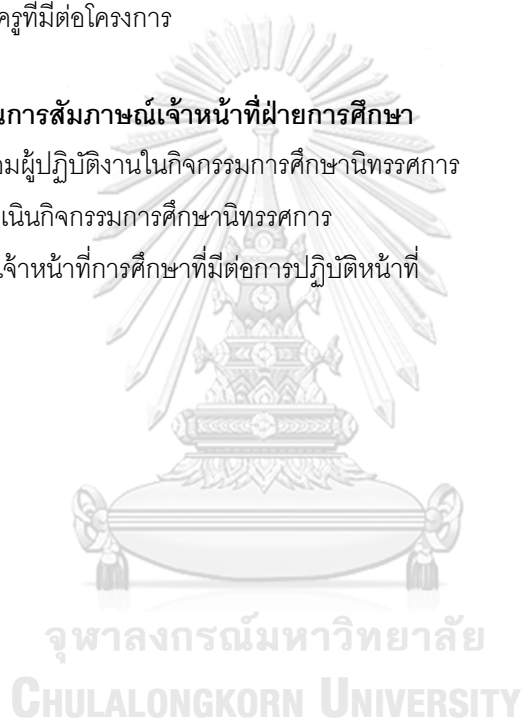 ครูที่มีต่อโครงการ
นการสัมภาษณ์เจ้าหน้าที่ฝ่ายการศึกษา
อมผู้ปฏิบัติงานในกิจกรรมการศึกษานิทรรศการ
เนินกิจกรรมการศึกษานิทรรศการ
เจ้าหน้าที่การศึกษาที่มีต่อการปฏิบัติหน้าที่
จุฬาลงกรณ์มหาวิทยาลัย
CHULALONGKORN UNIVERSITY